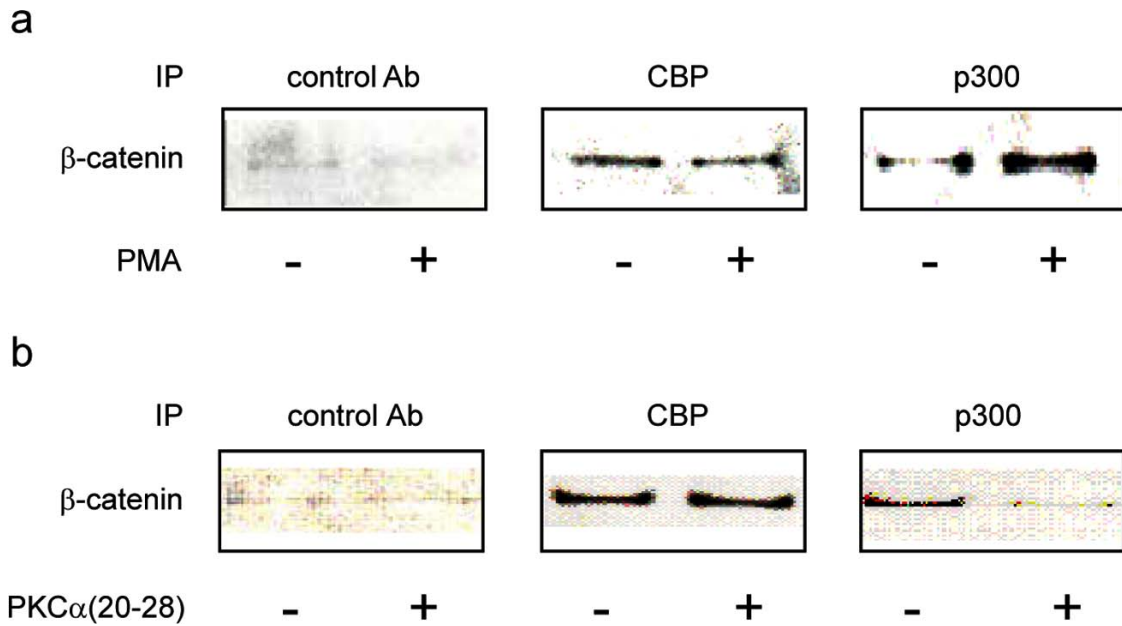 a
IP control Ab CBP p300
β-catenin
PMA - + - + - +
b
IP control Ab CBP p300
β-catenin
PKCα(20-28) - + - + - +